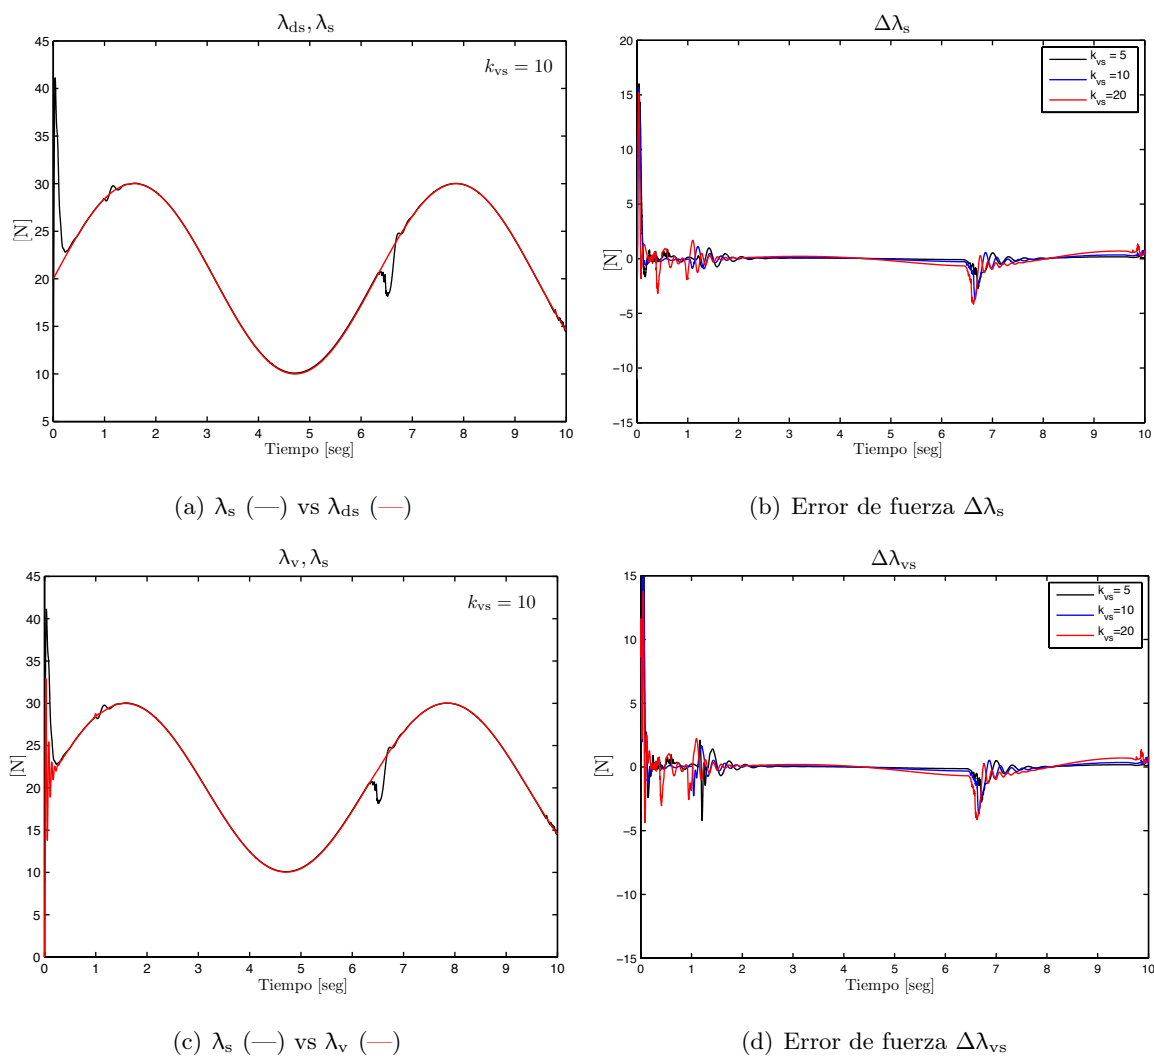 λds, λs
45
40
35
30
25
20
15
10
5
[N]
kvs = 10
0 1 2 3 4 5 6 7 8 9 10
Tiempo [seg]
(a) λs (—) vs λds (—)
Δλs
20
15
10
5
0
−5
−10
−15
[N]
kvs = 5
kvs=10
kvs=20
0 1 2 3 4 5 6 7 8 9 10
Tiempo [seg]
(b) Error de fuerza Δλs
λv, λs
45
40
35
30
25
20
15
10
5
0
[N]
kvs = 10
0 1 2 3 4 5 6 7 8 9 10
Tiempo [seg]
(c) λs (—) vs λv (—)
Δλvs
15
10
5
0
−5
−10
−15
[N]
kvs = 5
kvs=10
kvs=20
0 1 2 3 4 5 6 7 8 9 10
Tiempo [seg]
(d) Error de fuerza Δλvs